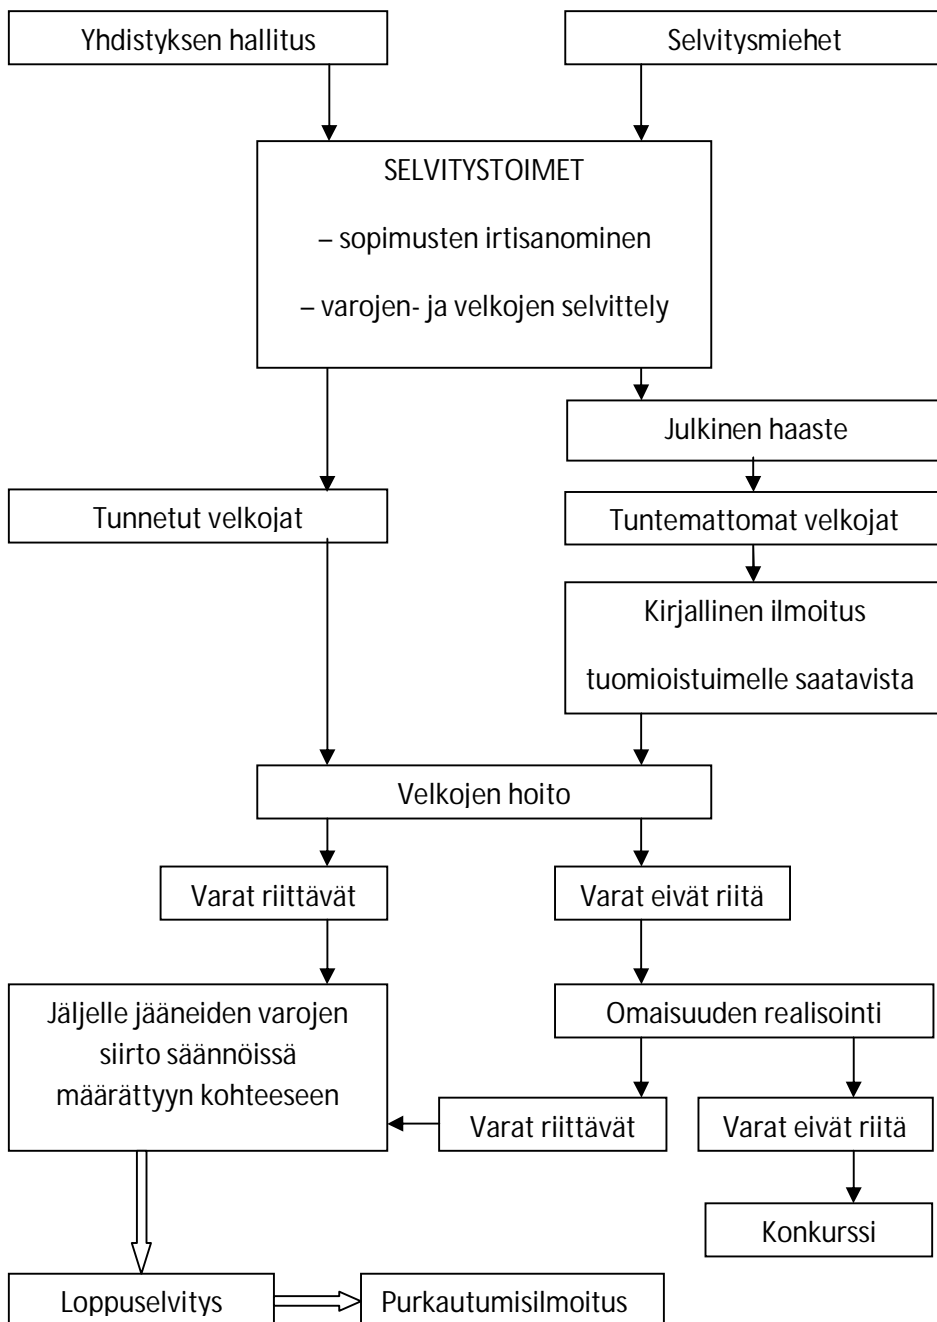 Yhdistyksen hallitus
Selvitysmiehet
SELVITYSTOIMET
– sopimusten irtisanominen
– varojen- ja velkojen selvittely
Julkinen haaste
Tunnetut velkojat
Tuntemattomat velkojat
Kirjallinen ilmoitus
tuomioistuimelle saatavista
Velkojen hoito
Varat riittävät
Varat eivät riitä
Jäljelle jääneiden varojen
siirto säännöissä
määrättyyn kohteeseen
Omaisuuden realisointi
Varat riittävät
Varat eivät riitä
Konkurssi
Loppuselvitys
Purkautumisilmoitus